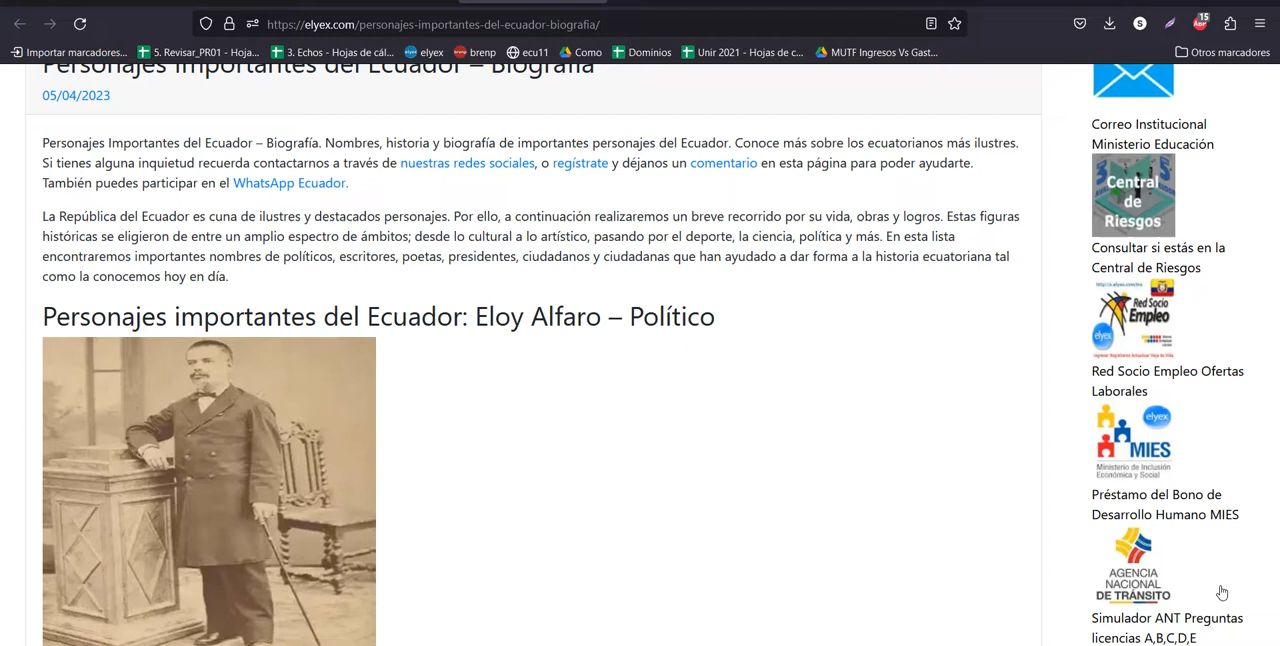 https://elyex.com/personajes-importantes-del-ecuador-biografia/
S
ABP
15
Importar marcadores...
5. Revisar_PR01 - Hoja...
3. Echos - Hojas de cál...
elyex
elyex
brenp
brenp
ecu11
Como
Dominios
Unir 2021 - Hojas de c...
MUTF Ingresos Vs Gast...
Otros marcadores
Personajes Importantes del Ecuador – Biografía
05/04/2023
Personajes Importantes del Ecuador – Biografía. Nombres, historia y biografía de importantes personajes del Ecuador. Conoce más sobre los ecuatorianos más ilustres.
Si tienes alguna inquietud recuerda contactarnos a través de nuestras redes sociales, o regístrate y déjanos un comentario en esta página para poder ayudarte.
También puedes participar en el WhatsApp Ecuador.
La República del Ecuador es cuna de ilustres y destacados personajes. Por ello, a continuación realizaremos un breve recorrido por su vida, obras y logros. Estas figuras
históricas se eligieron de entre un amplio espectro de ámbitos; desde lo cultural a lo artístico, pasando por el deporte, la ciencia, política y más. En esta lista
encontraremos importantes nombres de políticos, escritores, poetas, presidentes, ciudadanos y ciudadanas que han ayudado a dar forma a la historia ecuatoriana tal
como la conocemos hoy en día.
Personajes importantes del Ecuador: Eloy Alfaro – Político
Correo Institucional
Ministerio Educación
Central
de
Riesgos
Consultar si estás en la
Central de Riesgos
Red Socio
Empleo
elyex
Red Socio Empleo Ofertas
Laborales
elyex
MIES
Ministerio de Inclusión
Económica y Social
Préstamo del Bono de
Desarrollo Humano MIES
AGENCIA
NACIONAL
DE TRÁNSITO
Simulador ANT Preguntas
licencias A,B,C,D,E